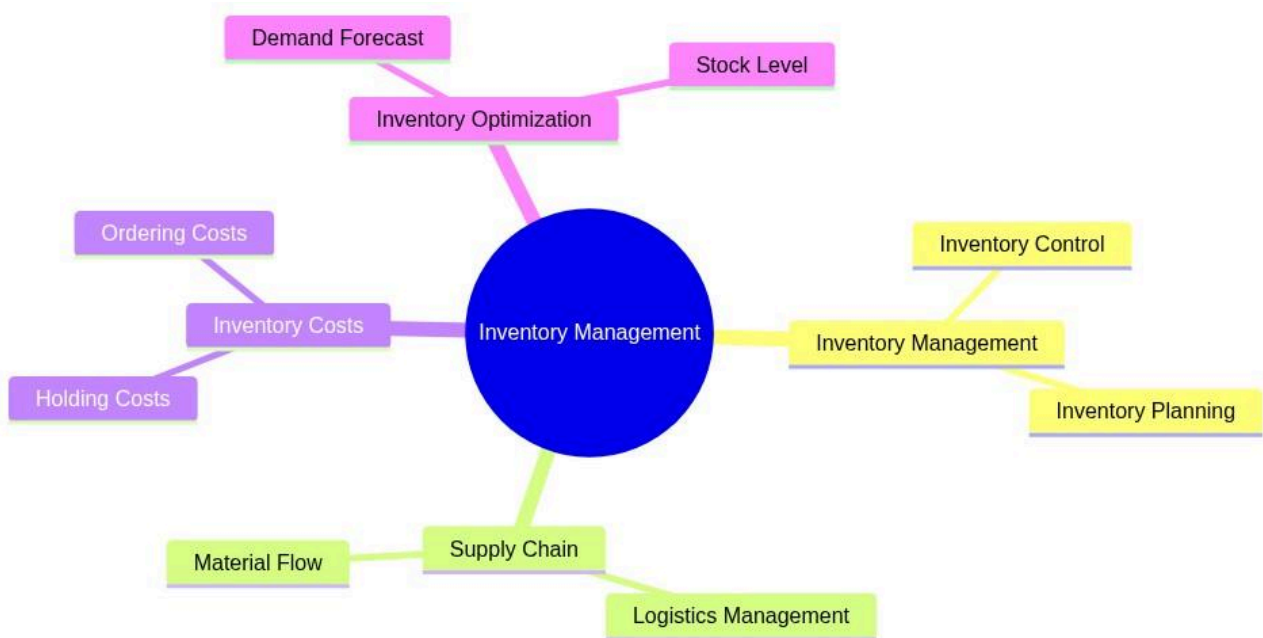 Demand Forecast
Stock Level
Inventory Optimization
Ordering Costs
Inventory Control
Inventory Costs
Inventory Management
Inventory Management
Holding Costs
Inventory Planning
Supply Chain
Material Flow
Logistics Management